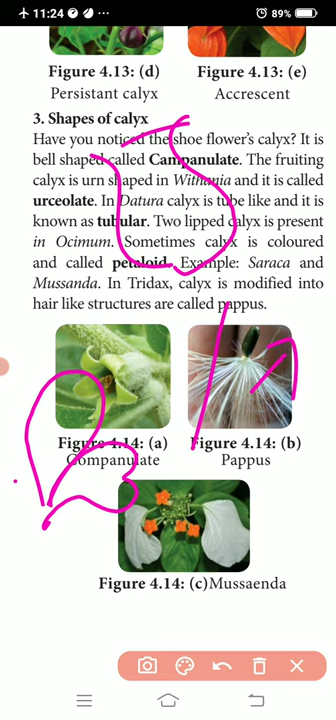 11:24
89%
Figure 4.13: (d)
Persistant calyx
Figure 4.13: (e)
Accrescent
3. Shapes of calyx
Have you noticed the shoe flower's calyx? It is
bell shaped called Campanulate. The fruiting
calyx is urn shaped in Withania and it is called
urceolate. In Datura calyx is tube like and it is
known as tubular. Two lipped calyx is present
in Ocimum. Sometimes calyx is coloured
and called petaloid. Example: Saraca and
Mussanda. In Tridax, calyx is modified into
hair like structures are called pappus.
Figure 4.14: (a)
Companulate
Figure 4.14: (b)
Pappus
Figure 4.14: (c)Mussaenda